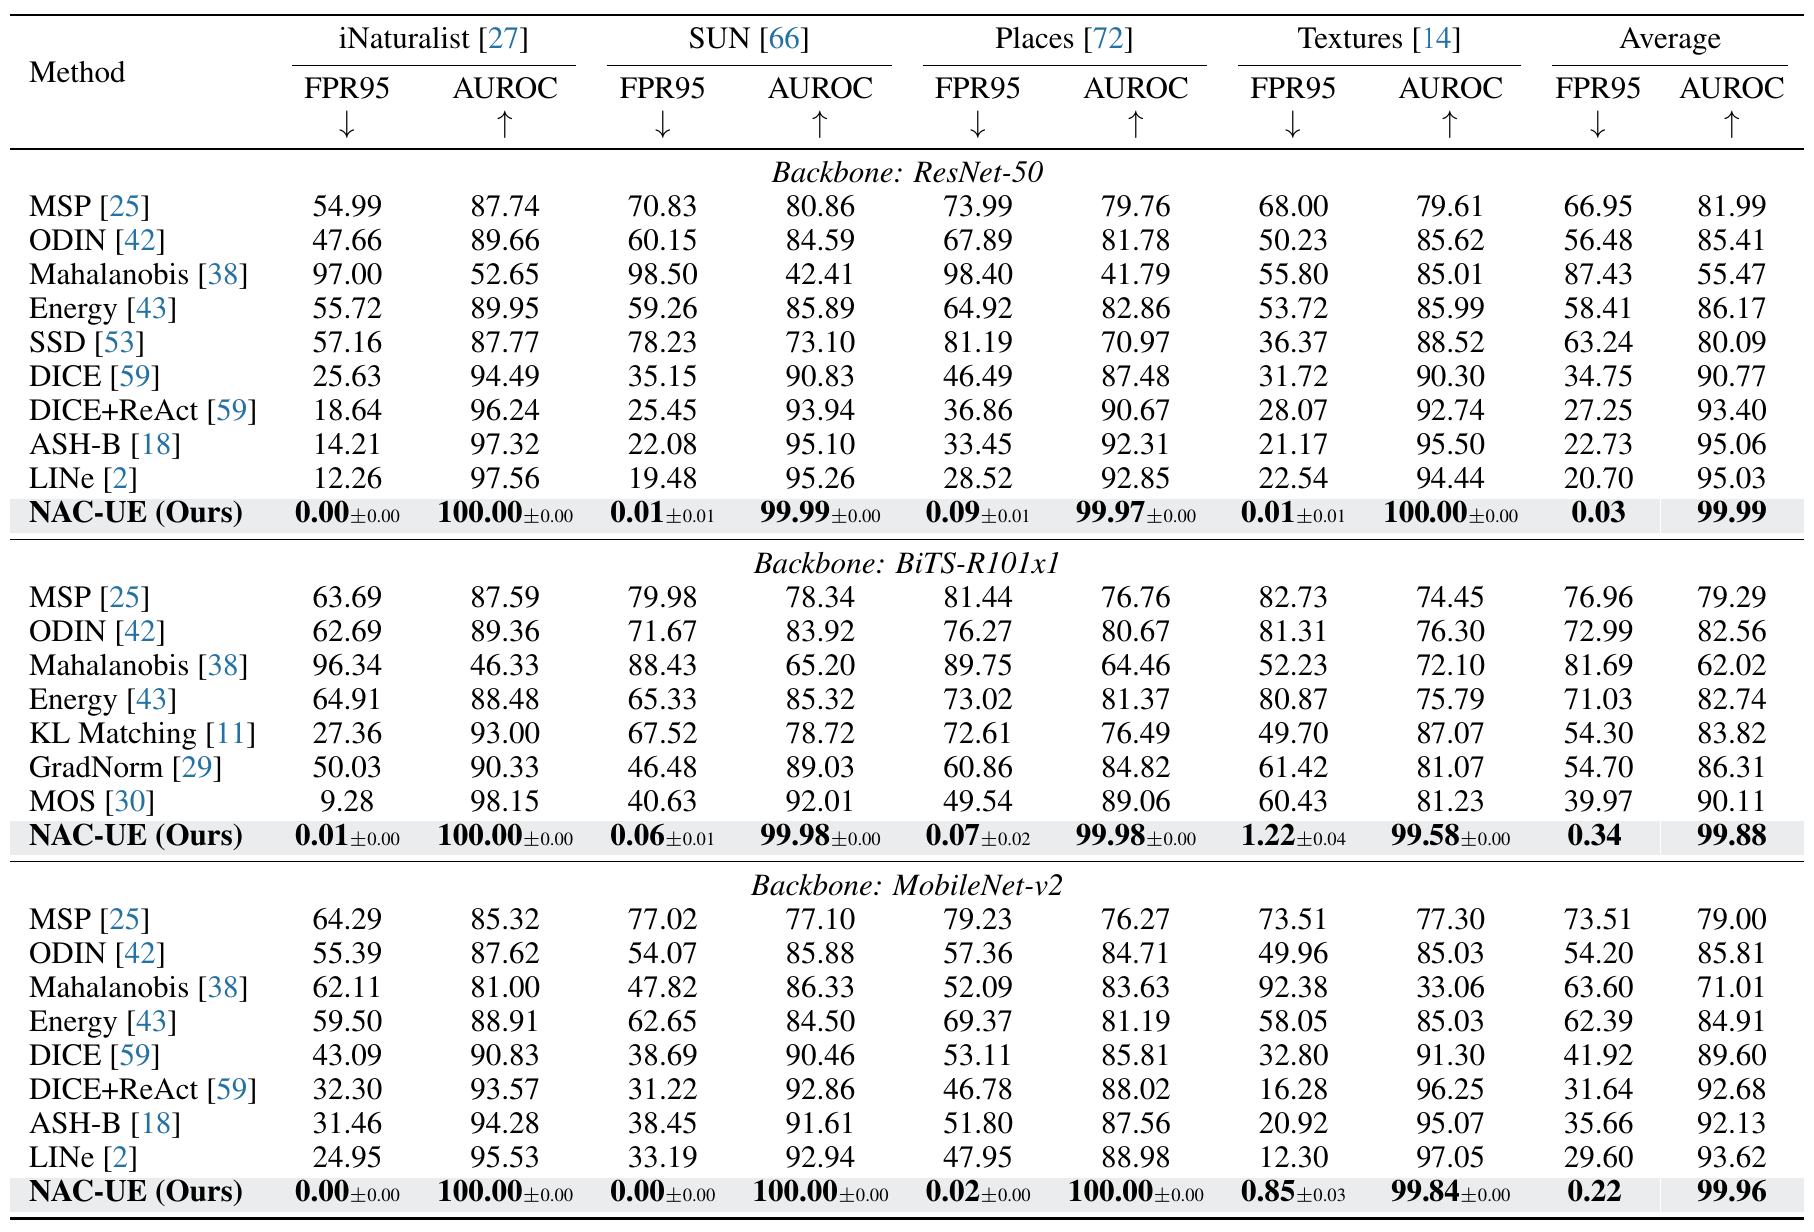 Method iNaturalist [27] SUN [66] Places [72] Textures [14] Average
FPR95 AUROC FPR95 AUROC FPR95 AUROC FPR95 AUROC FPR95 AUROC
↓ ↑ ↓ ↑ ↓ ↑ ↓ ↑ ↓ ↑
Backbone: ResNet-50
MSP [25] 54.99 87.74 70.83 80.86 73.99 79.76 68.00 79.61 66.95 81.99
ODIN [42] 47.66 89.66 60.15 84.59 67.89 81.78 50.23 85.62 56.48 85.41
Mahalanobis [38] 97.00 52.65 98.50 42.41 98.40 41.79 55.80 85.01 87.43 55.47
Energy [43] 55.72 89.95 59.26 85.89 64.92 82.86 53.72 85.99 58.41 86.17
SSD [53] 57.16 87.77 78.23 73.10 81.19 70.97 36.37 88.52 63.24 80.09
DICE [59] 25.63 94.49 35.15 90.83 46.49 87.48 31.72 90.30 34.75 90.77
DICE+ReAct [59] 18.64 96.24 25.45 93.94 36.86 90.67 28.07 92.74 27.25 93.40
ASH-B [18] 14.21 97.32 22.08 95.10 33.45 92.31 21.17 95.50 22.73 95.06
LINe [2] 12.26 97.56 19.48 95.26 28.52 92.85 22.54 94.44 20.70 95.03
NAC-UE (Ours) 0.00±0.00 100.00±0.00 0.01±0.01 99.99±0.00 0.09±0.01 99.97±0.00 0.01±0.01 100.00±0.00 0.03 99.99
Backbone: BiTS-R101x1
MSP [25] 63.69 87.59 79.98 78.34 81.44 76.76 82.73 74.45 76.96 79.29
ODIN [42] 62.69 89.36 71.67 83.92 76.27 80.67 81.31 76.30 72.99 82.56
Mahalanobis [38] 96.34 46.33 88.43 65.20 89.75 64.46 52.23 72.10 81.69 62.02
Energy [43] 64.91 88.48 65.33 85.32 73.02 81.37 80.87 75.79 71.03 82.74
KL Matching [11] 27.36 93.00 67.52 78.72 72.61 76.49 49.70 87.07 54.30 83.82
GradNorm [29] 50.03 90.33 46.48 89.03 60.86 84.82 61.42 81.07 54.70 86.31
MOS [30] 9.28 98.15 40.63 92.01 49.54 89.06 60.43 81.23 39.97 90.11
NAC-UE (Ours) 0.01±0.00 100.00±0.00 0.06±0.01 99.98±0.00 0.07±0.02 99.98±0.00 1.22±0.04 99.58±0.00 0.34 99.88
Backbone: MobileNet-v2
MSP [25] 64.29 85.32 77.02 77.10 79.23 76.27 73.51 77.30 73.51 79.00
ODIN [42] 55.39 87.62 54.07 85.88 57.36 84.71 49.96 85.03 54.20 85.81
Mahalanobis [38] 62.11 81.00 47.82 86.33 52.09 83.63 92.38 33.06 63.60 71.01
Energy [43] 59.50 88.91 62.65 84.50 69.37 81.19 58.05 85.03 62.39 84.91
DICE [59] 43.09 90.83 38.69 90.46 53.11 85.81 32.80 91.30 41.92 89.60
DICE+ReAct [59] 32.30 93.57 31.22 92.86 46.78 88.02 16.28 96.25 31.64 92.68
ASH-B [18] 31.46 94.28 38.45 91.61 51.80 87.56 20.92 95.07 35.66 92.13
LINe [2] 24.95 95.53 33.19 92.94 47.95 88.98 12.30 97.05 29.60 93.62
NAC-UE (Ours) 0.00±0.00 100.00±0.00 0.00±0.00 100.00±0.00 0.02±0.00 100.00±0.00 0.85±0.03 99.84±0.00 0.22 99.96